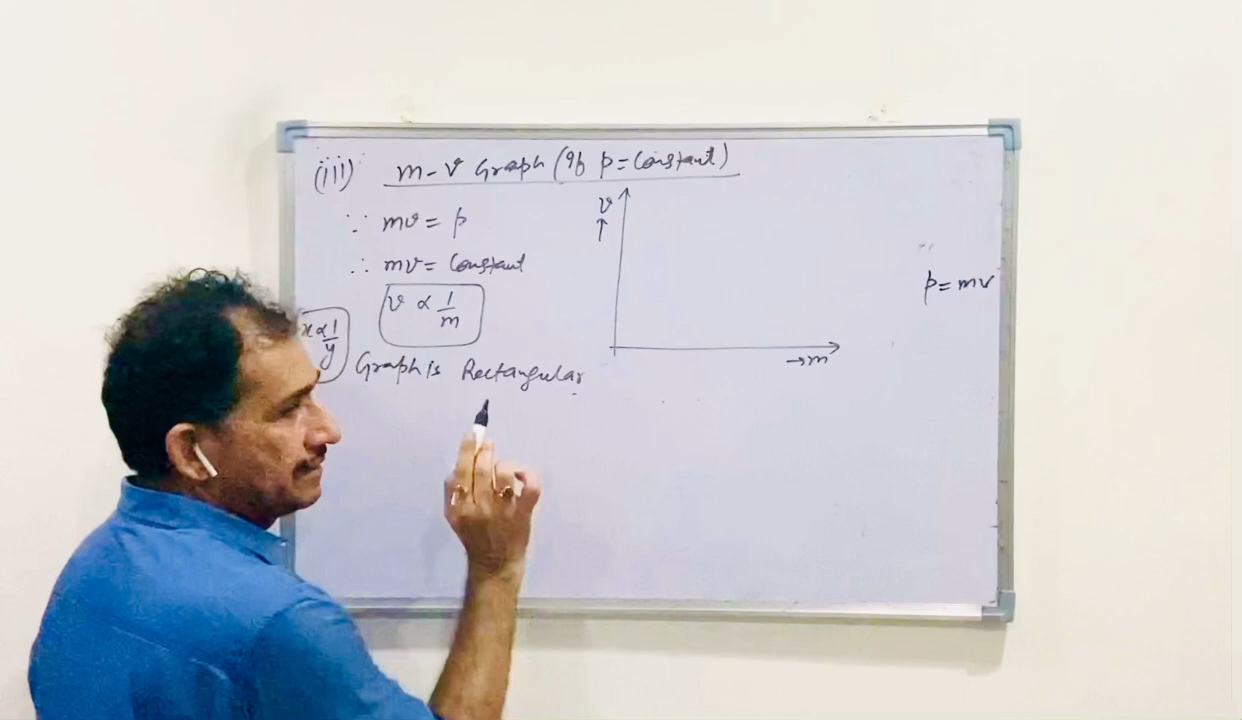 (iii) m-v Graph (If p = Constant)
∵ mv = p
∴ mv = Constant
v ∝ 1/m
x ∝ 1/y
Graph is Rectangular
v
↑
→m
p = mv